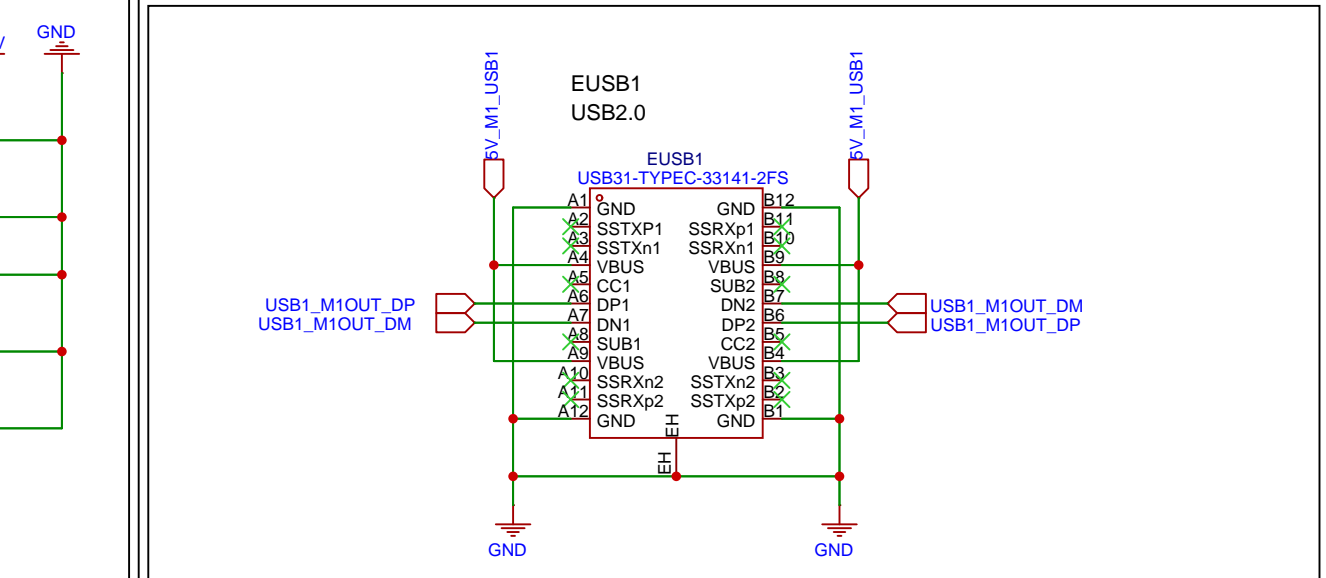 GND
5V_M1_USB1
EUSB1
USB2.0
5V_M1_USB1
EUSB1
USB31-TYPEC-33141-2FS
A1 GND GND B12
A2 SSTXP1 SSRXp1 B11
A3 SSTXn1 SSRXn1 B10
A4 VBUS VBUS B9
A5 CC1 SUB2 B8
USB1_M1OUT_DP A6 DP1 DN2 B7 USB1_M1OUT_DM
USB1_M1OUT_DM A7 DN1 DP2 B6 USB1_M1OUT_DP
A8 SUB1 CC2 B5
A9 VBUS VBUS B4
A10 SSRXn2 SSTXn2 B3
A11 SSRXp2 SSTXp2 B2
A12 GND GND B1
EH
EH
GND
GND